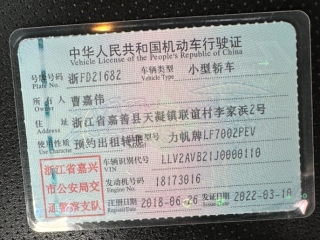 中华人民共和国机动车行驶证
Vehicle License of the People's Republic of China
号牌号码 浙FD21682 车辆类型 小型轿车
Plate No. Vehicle Type
所有人 曹嘉伟
Owner
住址 浙江省嘉善县天凝镇联谊村李家浜2号
Address
使用性质 预约出租转非 型号 力帆牌LF7002PEV
Use Character
浙江省嘉兴 车辆识别代号 LLV2AVB21J0000110
VIN
市公安局交 发动机号码 18173016
Engine No.
通警察支队 注册日期 2018-06-26 发证日期 2022-03-10
Register Date Issue Date